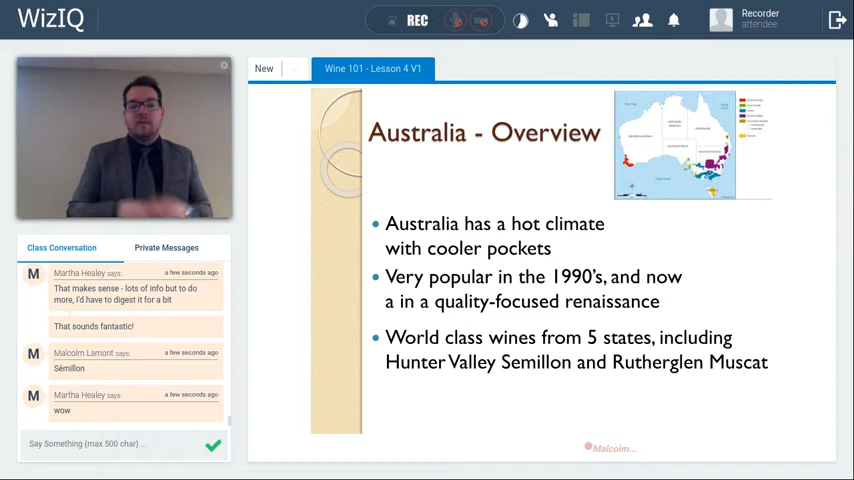 WizIQ
REC
Recorder
attendee
New
Wine 101 - Lesson 4 V1
Australia - Overview
Australia has a hot climate
with cooler pockets
Very popular in the 1990's, and now
a in a quality-focused renaissance
World class wines from 5 states, including
Hunter Valley Semillon and Rutherglen Muscat
Malcolm...
Class Conversation
Private Messages
M
Martha Healey says:
a few seconds ago
That makes sense - lots of info but to do
more, I'd have to digest it for a bit
That sounds fantastic!
M
Malcolm Lamont says:
a few seconds ago
Sémillon
M
Martha Healey says:
a few seconds ago
wow
Say Something (max 500 char) ...